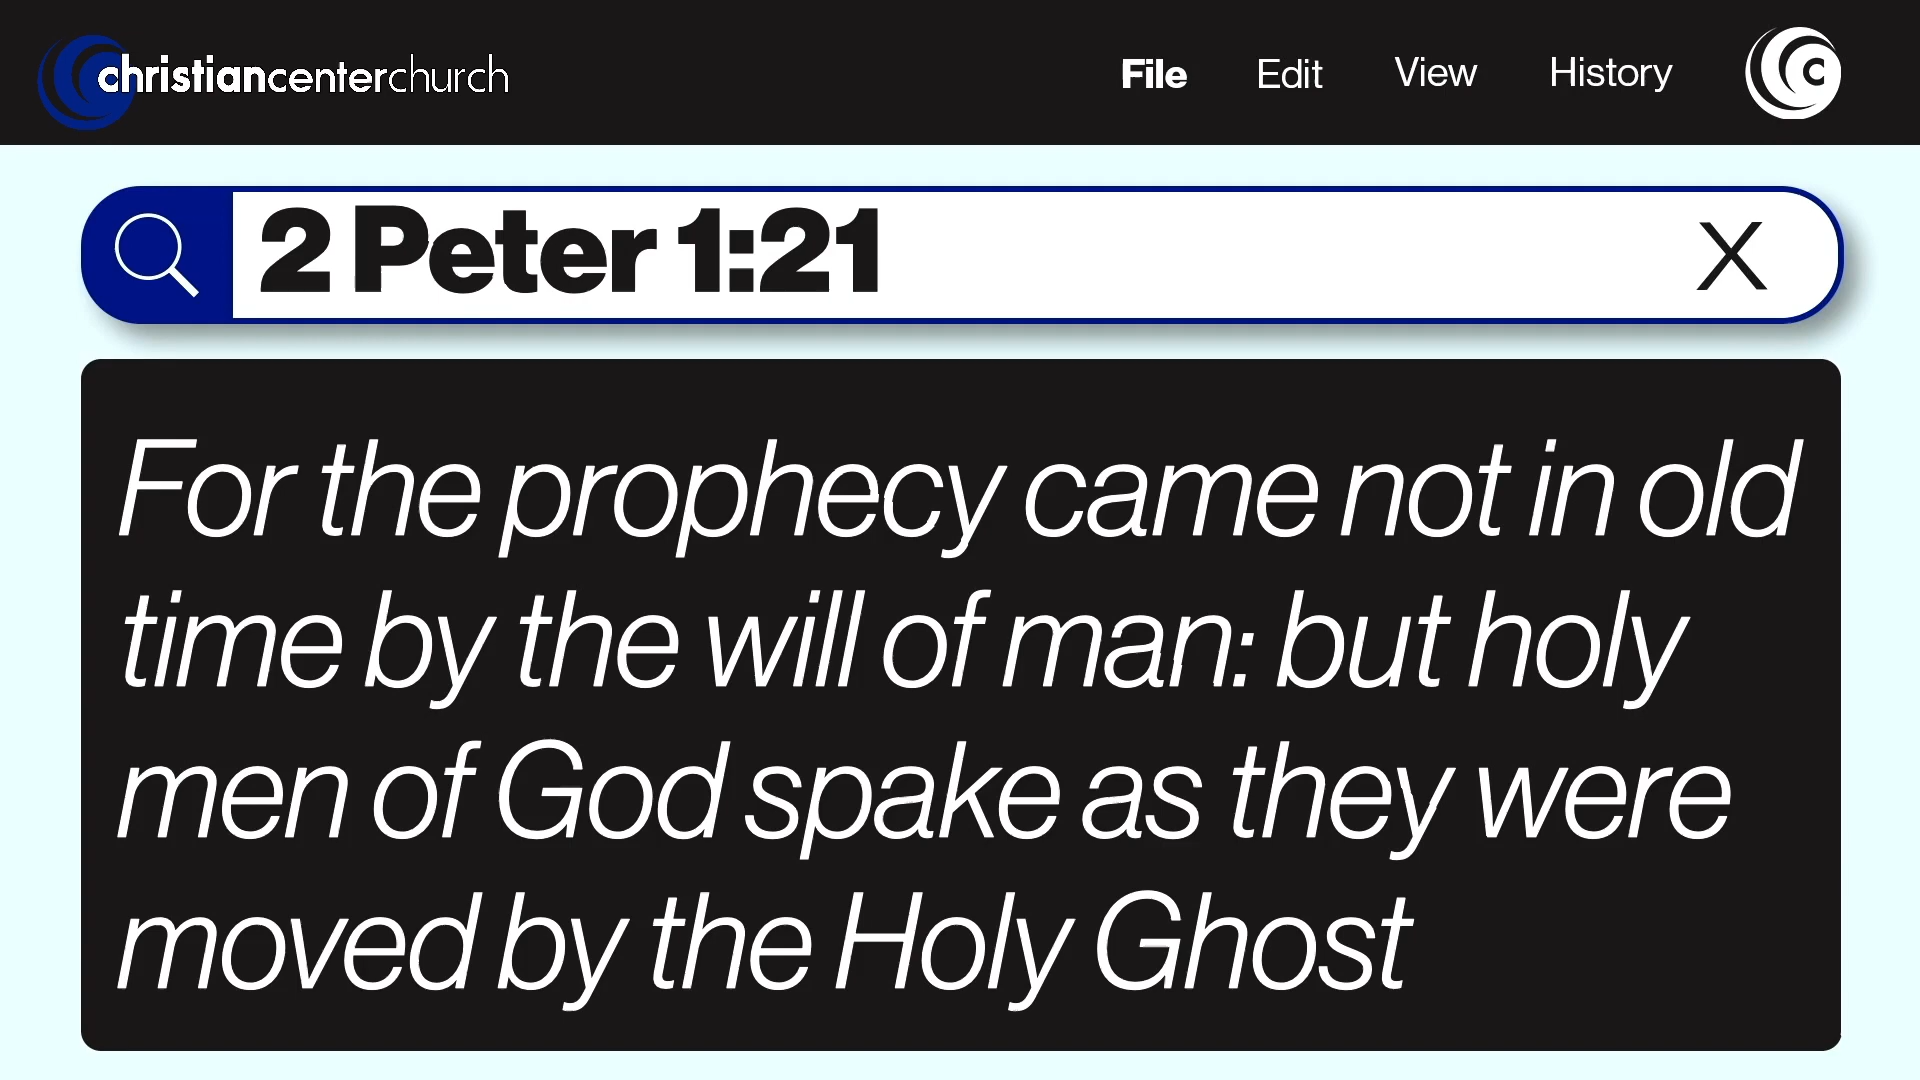 christiancenterchurch
File Edit View History
c
2 Peter 1:21 X
For the prophecy came not in old
time by the will of man: but holy
men of God spake as they were
moved by the Holy Ghost